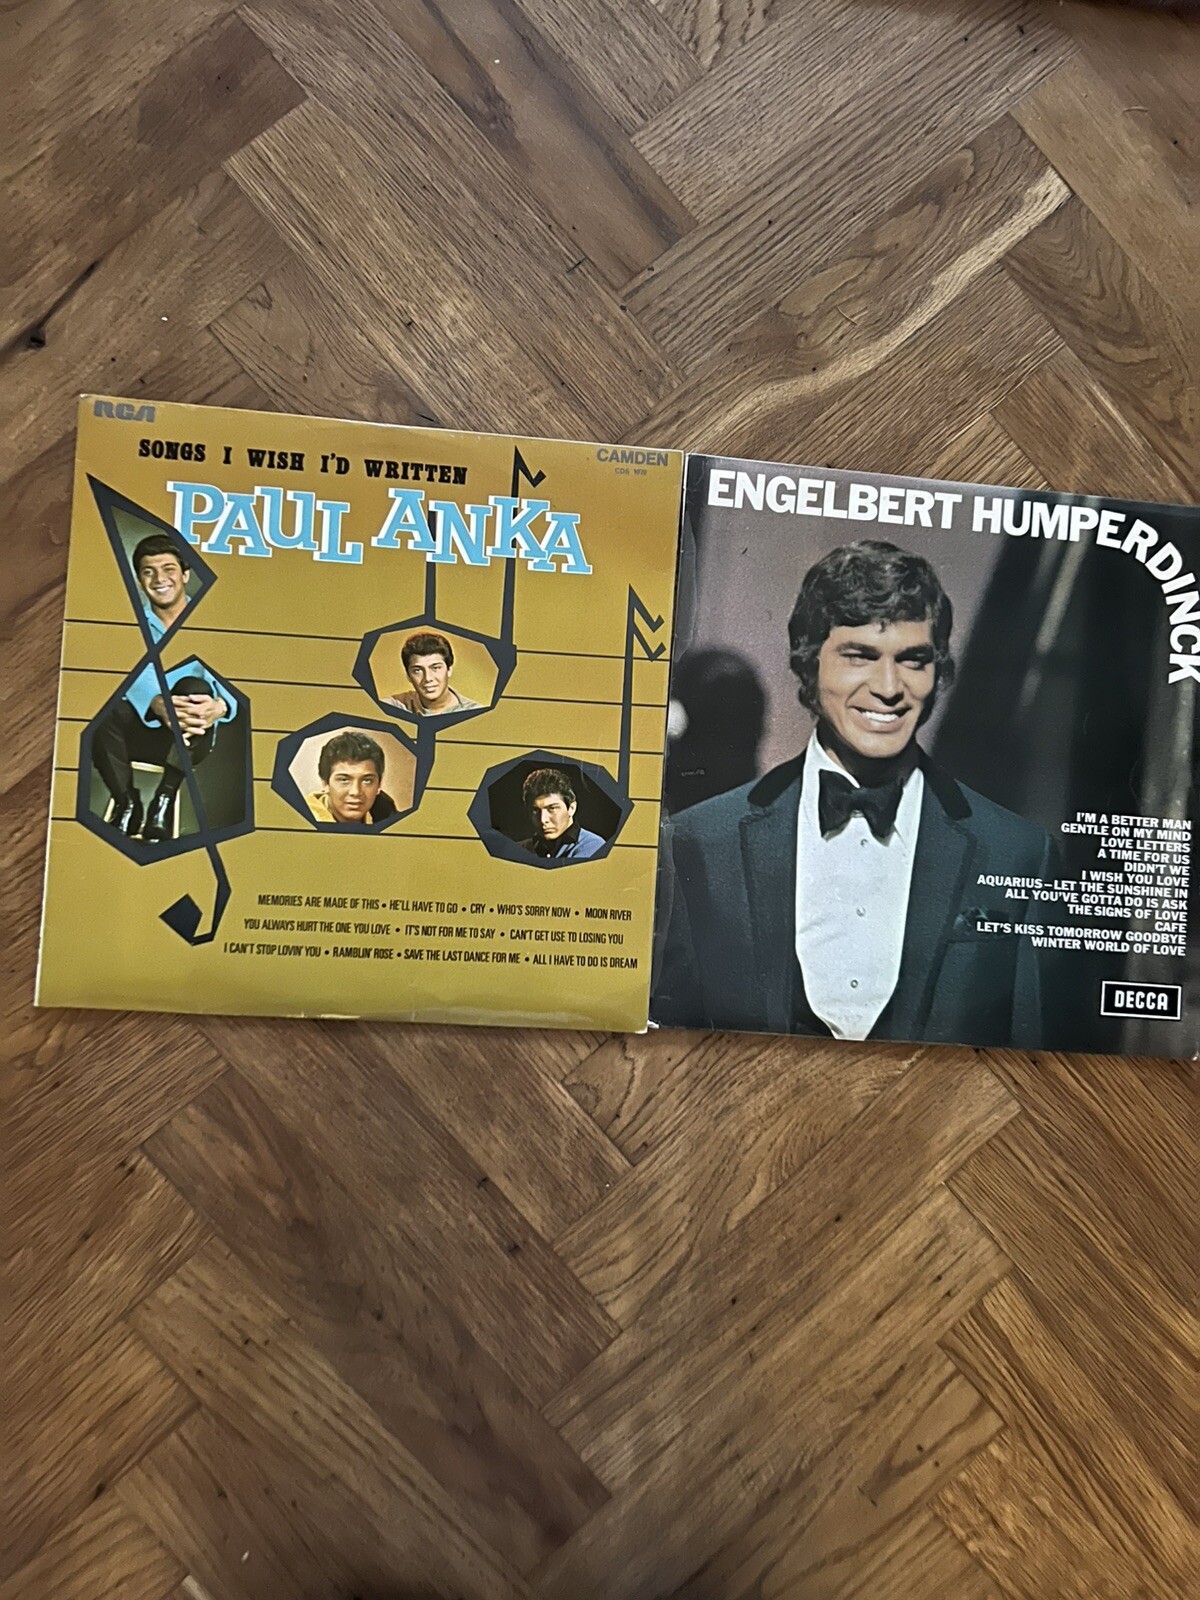 RCA
SONGS I WISH I'D WRITTEN
CAMDEN
PAUL ANKA
MEMORIES ARE MADE OF THIS • HE'LL HAVE TO GO • CRY • WHO'S SORRY NOW • MOON RIVER
YOU ALWAYS HURT THE ONE YOU LOVE • IT'S NOT FOR ME TO SAY • CAN'T GET USE TO LOSING YOU
I CAN'T STOP LOVIN' YOU • RAMBLIN' ROSE • SAVE THE LAST DANCE FOR ME • ALL I HAVE TO DO IS DREAM
ENGELBERT HUMPERDINCK
I'M A BETTER MAN
GENTLE ON MY MIND
LOVE LETTERS
A TIME FOR US
DIDN'T WE
I WISH YOU LOVE
AQUARIUS–LET THE SUNSHINE IN
ALL YOU'VE GOTTA DO IS ASK
THE SIGNS OF LOVE
CAFE
LET'S KISS TOMORROW GOODBYE
WINTER WORLD OF LOVE
DECCA